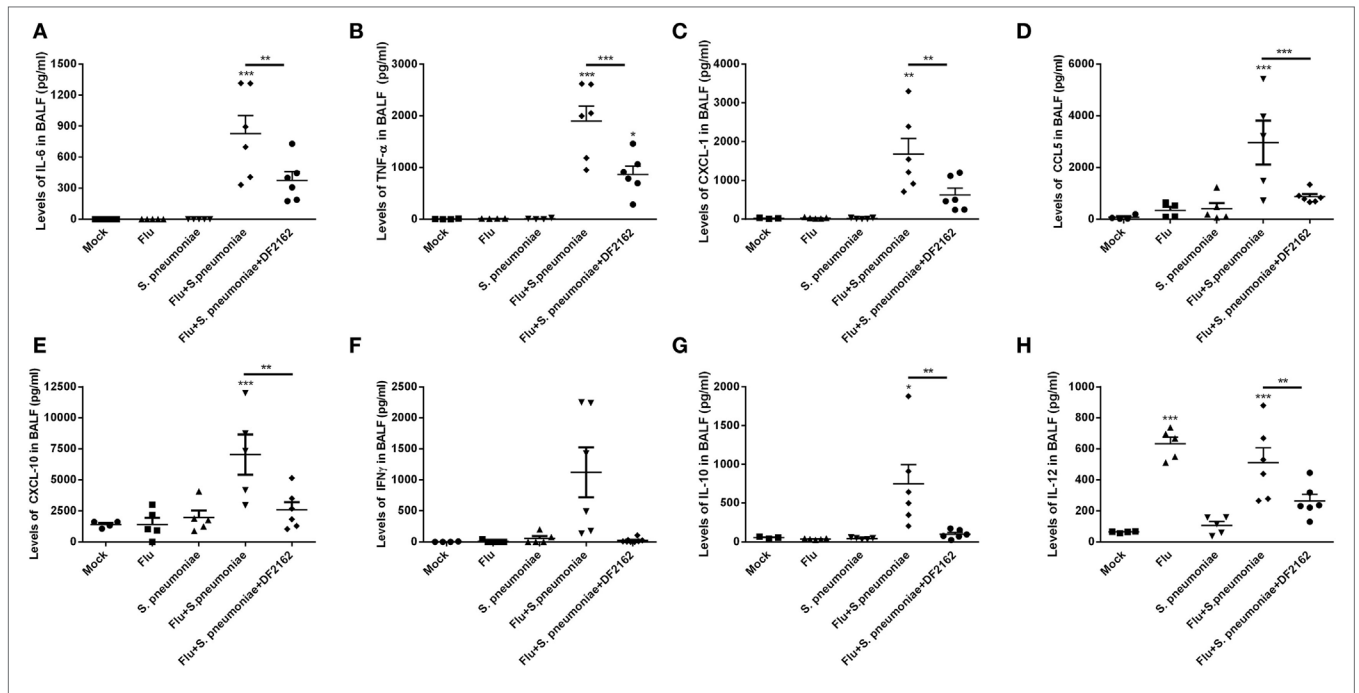 A
Levels of IL-6 in BALF (pg/ml)
1500
1200
900
600
300
0
***
**
Mock
Flu
S. pneumoniae
Flu+S.pneumoniae
Flu+S. pneumoniae+DF2162
B
Levels of TNF-α in BALF (pg/ml)
3000
2000
1000
0
***
***
*
Mock
Flu
S. pneumoniae
Flu+S.pneumoniae
Flu+S. pneumoniae+DF2162
C
Levels of CXCL-1 in BALF (pg/ml)
4000
3000
2000
1000
0
**
**
Mock
Flu
S. pneumoniae
Flu+S.pneumoniae
Flu+S. pneumoniae+DF2162
D
Levels of CCL5 in BALF (pg/ml)
6000
4000
2000
0
***
***
Mock
Flu
S. pneumoniae
Flu+S.pneumoniae
Flu+S. pneumoniae+DF2162
E
Levels of CXCL-10 in BALF (pg/ml)
12500
10000
7500
5000
2500
0
***
**
Mock
Flu
S. pneumoniae
Flu+S.pneumoniae
Flu+S. pneumoniae+DF2162
F
Levels of IFNγ in BALF (pg/ml)
2500
2000
1500
1000
500
0
Mock
Flu
S. pneumoniae
Flu+S.pneumoniae
Flu+S. pneumoniae+DF2162
G
Levels of IL-10 in BALF (pg/ml)
2000
1500
1000
500
0
*
**
Mock
Flu
S. pneumoniae
Flu+S.pneumoniae
Flu+S. pneumoniae+DF2162
H
Levels of IL-12 in BALF (pg/ml)
1000
800
600
400
200
0
***
***
**
Mock
Flu
S. pneumoniae
Flu+S.pneumoniae
Flu+S. pneumoniae+DF2162